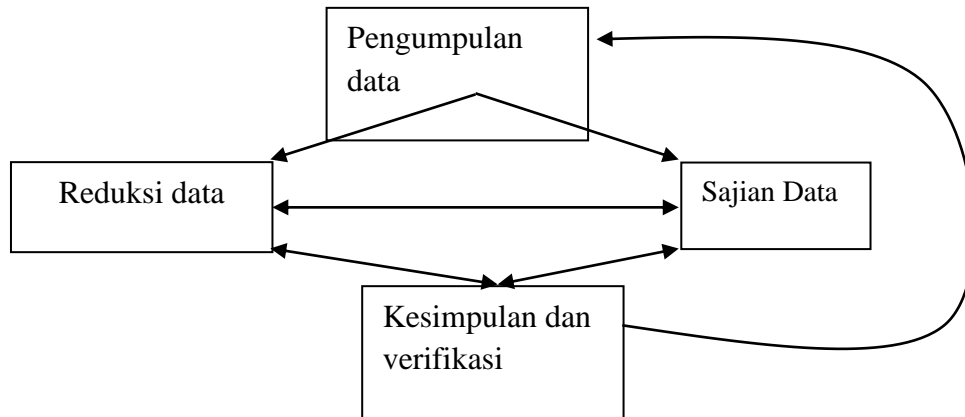 Pengumpulan
data
Reduksi data
Sajian Data
Kesimpulan dan
verifikasi